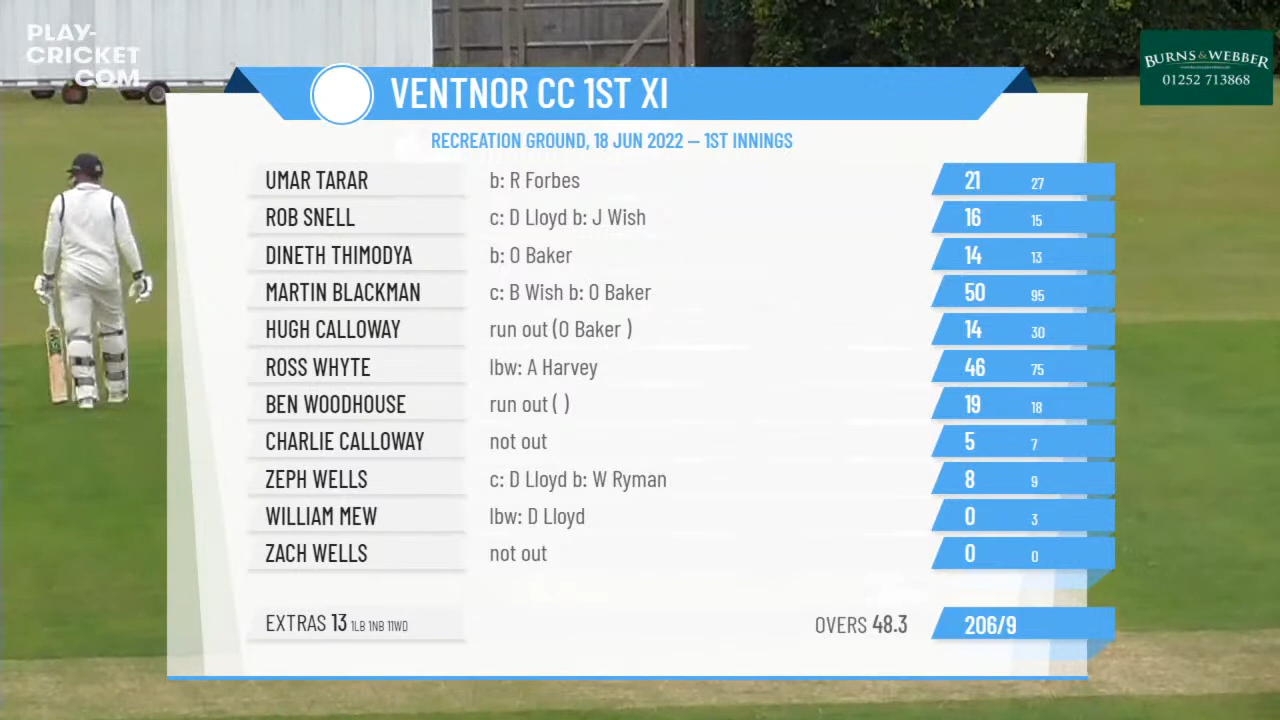 PLAY-
CRICKET
COM
BURNS & WEBBER
01252 713868
VENTNOR CC 1ST XI
RECREATION GROUND, 18 JUN 2022 – 1ST INNINGS
UMAR TARAR b: R Forbes 21 27
ROB SNELL c: D Lloyd b: J Wish 16 15
DINETH THIMODYA b: O Baker 14 13
MARTIN BLACKMAN c: B Wish b: O Baker 50 95
HUGH CALLOWAY run out (O Baker ) 14 30
ROSS WHYTE lbw: A Harvey 46 75
BEN WOODHOUSE run out ( ) 19 18
CHARLIE CALLOWAY not out 5 7
ZEPH WELLS c: D Lloyd b: W Ryman 8 9
WILLIAM MEW lbw: D Lloyd 0 3
ZACH WELLS not out 0 0
EXTRAS 13 1LB 1NB 11WD OVERS 48.3 206/9